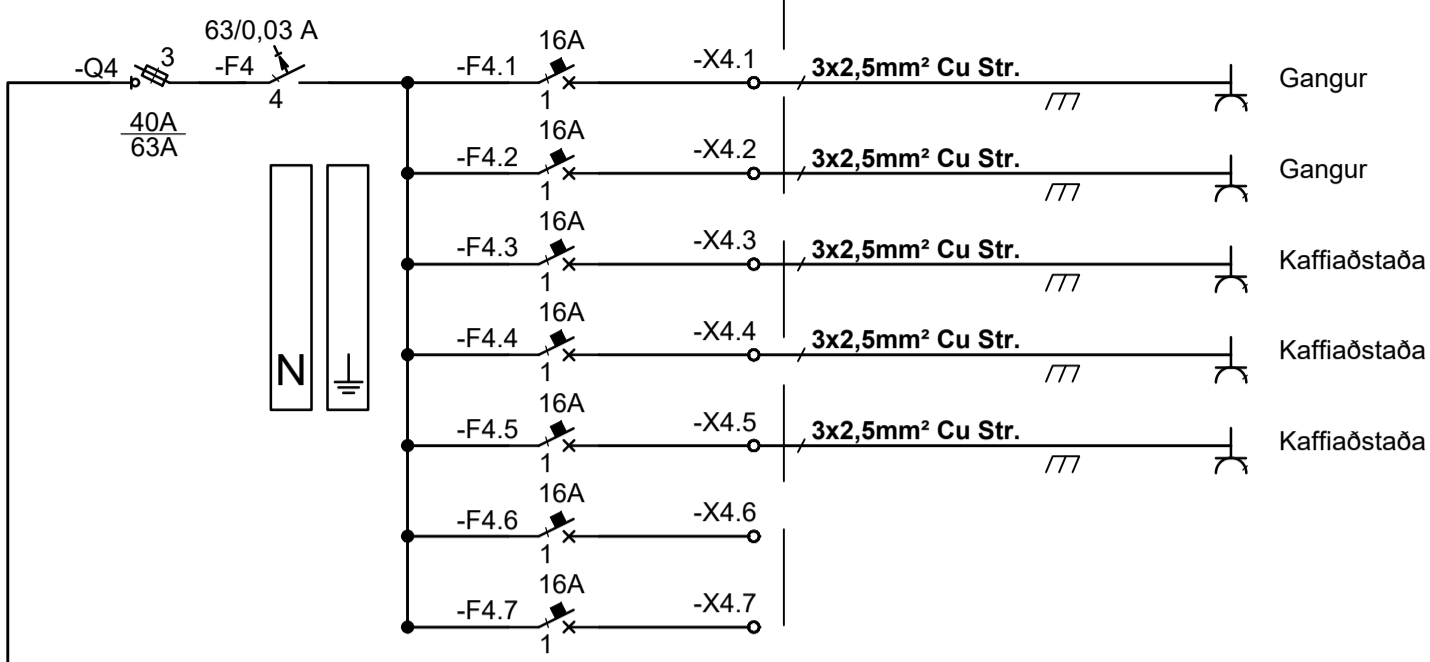 63/0,03 A
-Q4 3 -F4 4
40A
63A
N
-F4.1 16A 1 -X4.1 3x2,5mm² Cu Str. Gangur
-F4.2 16A 1 -X4.2 3x2,5mm² Cu Str. Gangur
-F4.3 16A 1 -X4.3 3x2,5mm² Cu Str. Kaffiaðstaða
-F4.4 16A 1 -X4.4 3x2,5mm² Cu Str. Kaffiaðstaða
-F4.5 16A 1 -X4.5 3x2,5mm² Cu Str. Kaffiaðstaða
-F4.6 16A 1 -X4.6
-F4.7 16A 1 -X4.7